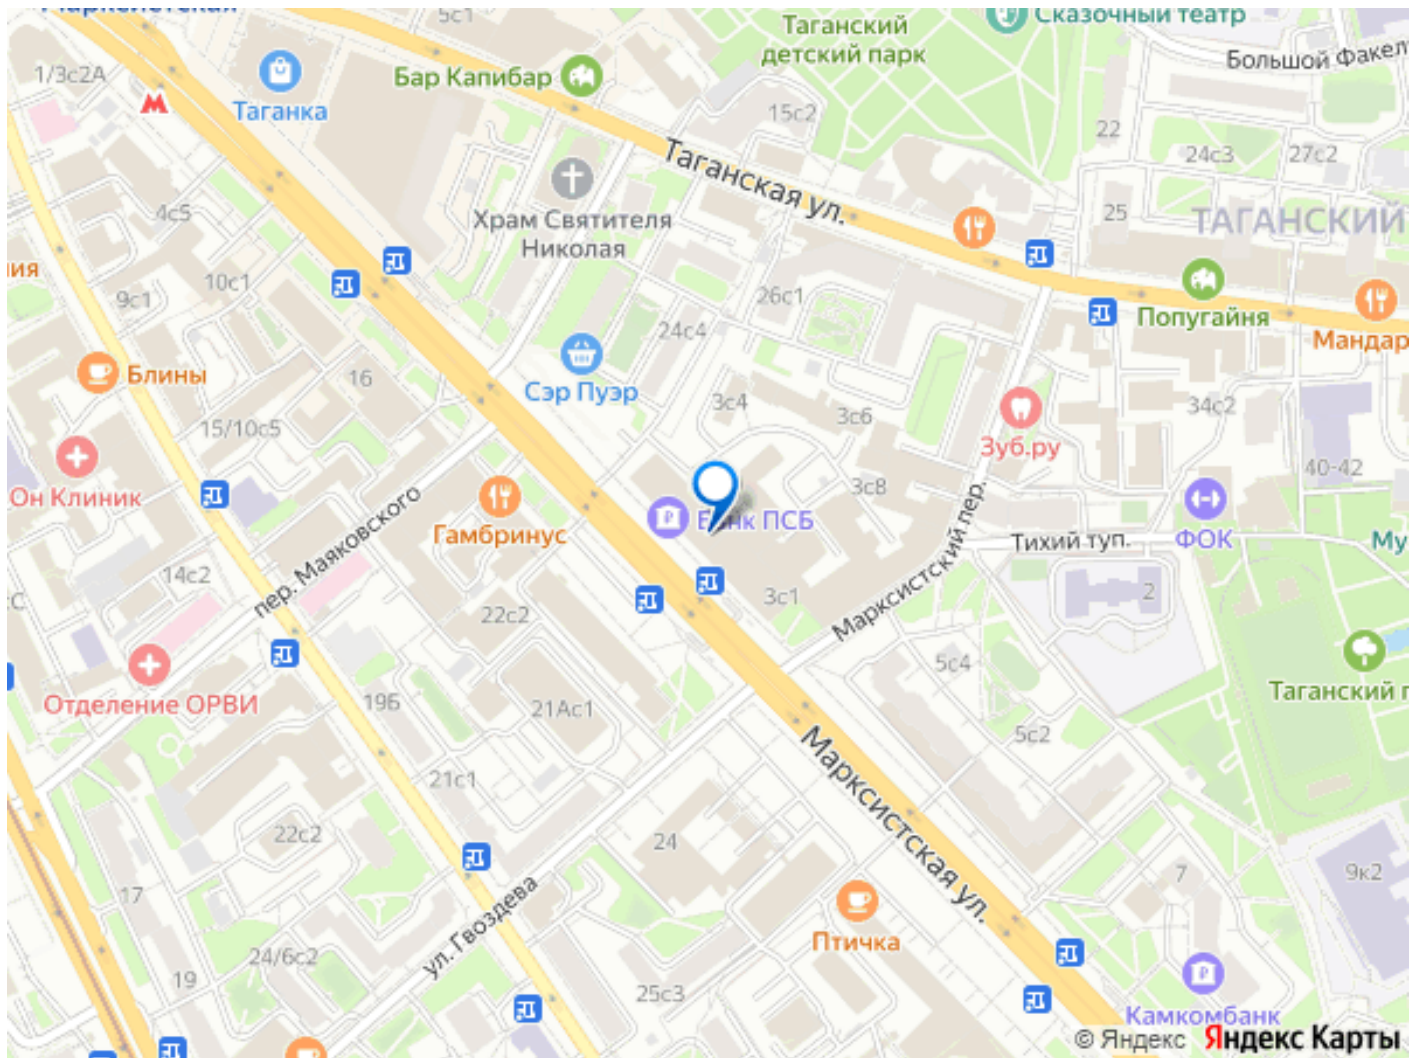 Марксистская
5с1
Сказочный театр
Таганский
детский парк
Большой Факел
1/3с2А
Бар Капибар
Таганка
15с2
22
24с3
27с2
Таганская ул.
4с5
Храм Святителя
Николая
25
ТАГАНСКИЙ
ия
10с1
9с1
26с1
24с4
Попугайня
Мандар
Блины
16
Сэр Пуэр
3с4
3с6
34с2
15/10с5
Зуб.ру
40-42
Он Клиник
3с8
пер. Маяковского
Гамбринус
Банк ПСБ
Марксистский пер.
Тихий туп.
ФОК
Му
14с2
3с1
2
22с2
5с4
Отделение ОРВИ
19Б
21Ас1
Таганский п
5с2
21с1
Марксистская ул.
22с2
24
7
9к2
17
ул. Гвоздева
Птичка
24/6с2
19
25с3
Камкомбанк
© Яндекс Яндекс Карты